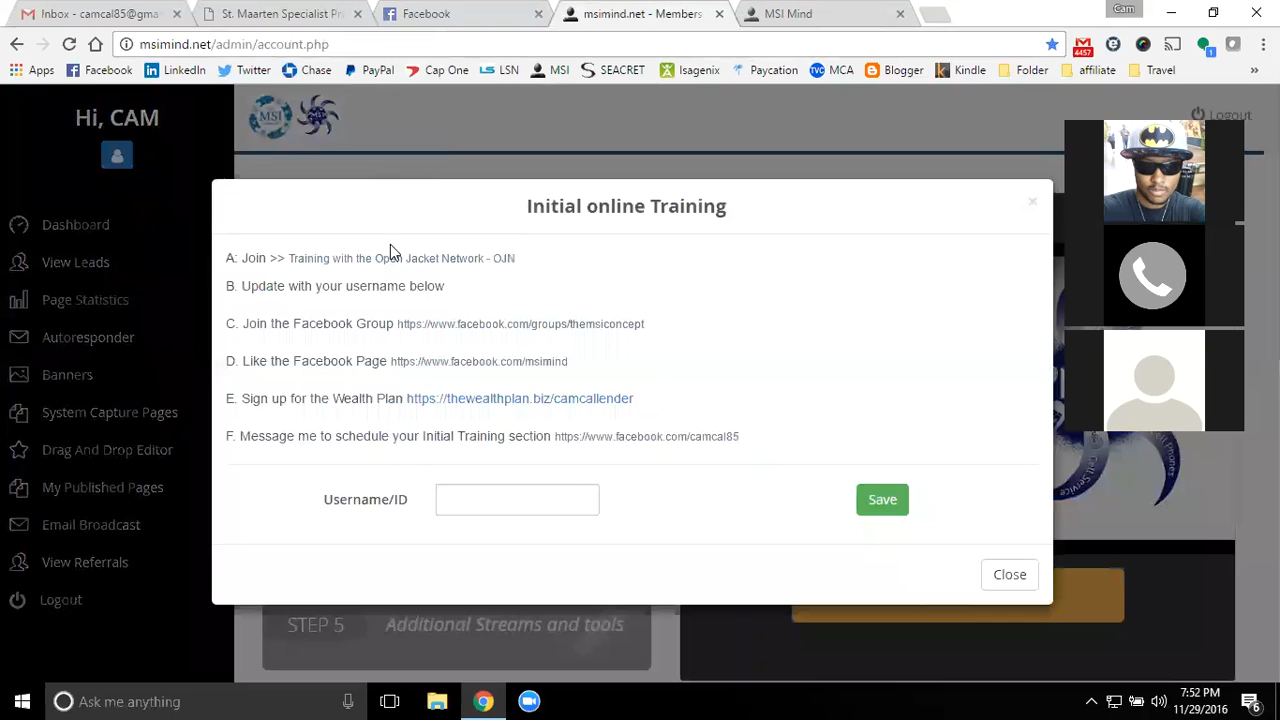 Inbox - camcal85@gma
St. Maarten Specialist Pr
Facebook
msimind.net - Members
MSI Mind
Cam
msimind.net/admin/account.php
4457
1
Apps
Facebook
LinkedIn
Twitter
Chase
PayPal
Cap One
LSN
MSI
SEACRET
Isagenix
Paycation
MCA
Blogger
Kindle
Folder
affiliate
Travel
»
Hi, CAM
MSI
Logout
Dashboard
View Leads
Page Statistics
Autoresponder
Banners
System Capture Pages
Drag And Drop Editor
My Published Pages
Email Broadcast
View Referrals
Logout
Initial online Training
×
A: Join >> Training with the Open Jacket Network - OJN
B. Update with your username below
C. Join the Facebook Group https://www.facebook.com/groups/themsiconcept
D. Like the Facebook Page https://www.facebook.com/msimind
E. Sign up for the Wealth Plan https://thewealthplan.biz/camcallender
F. Message me to schedule your Initial Training section https://www.facebook.com/camcal85
Username/ID
Save
Close
STEP 5 Additional Streams and tools
Ask me anything
7:52 PM
11/29/2016
6